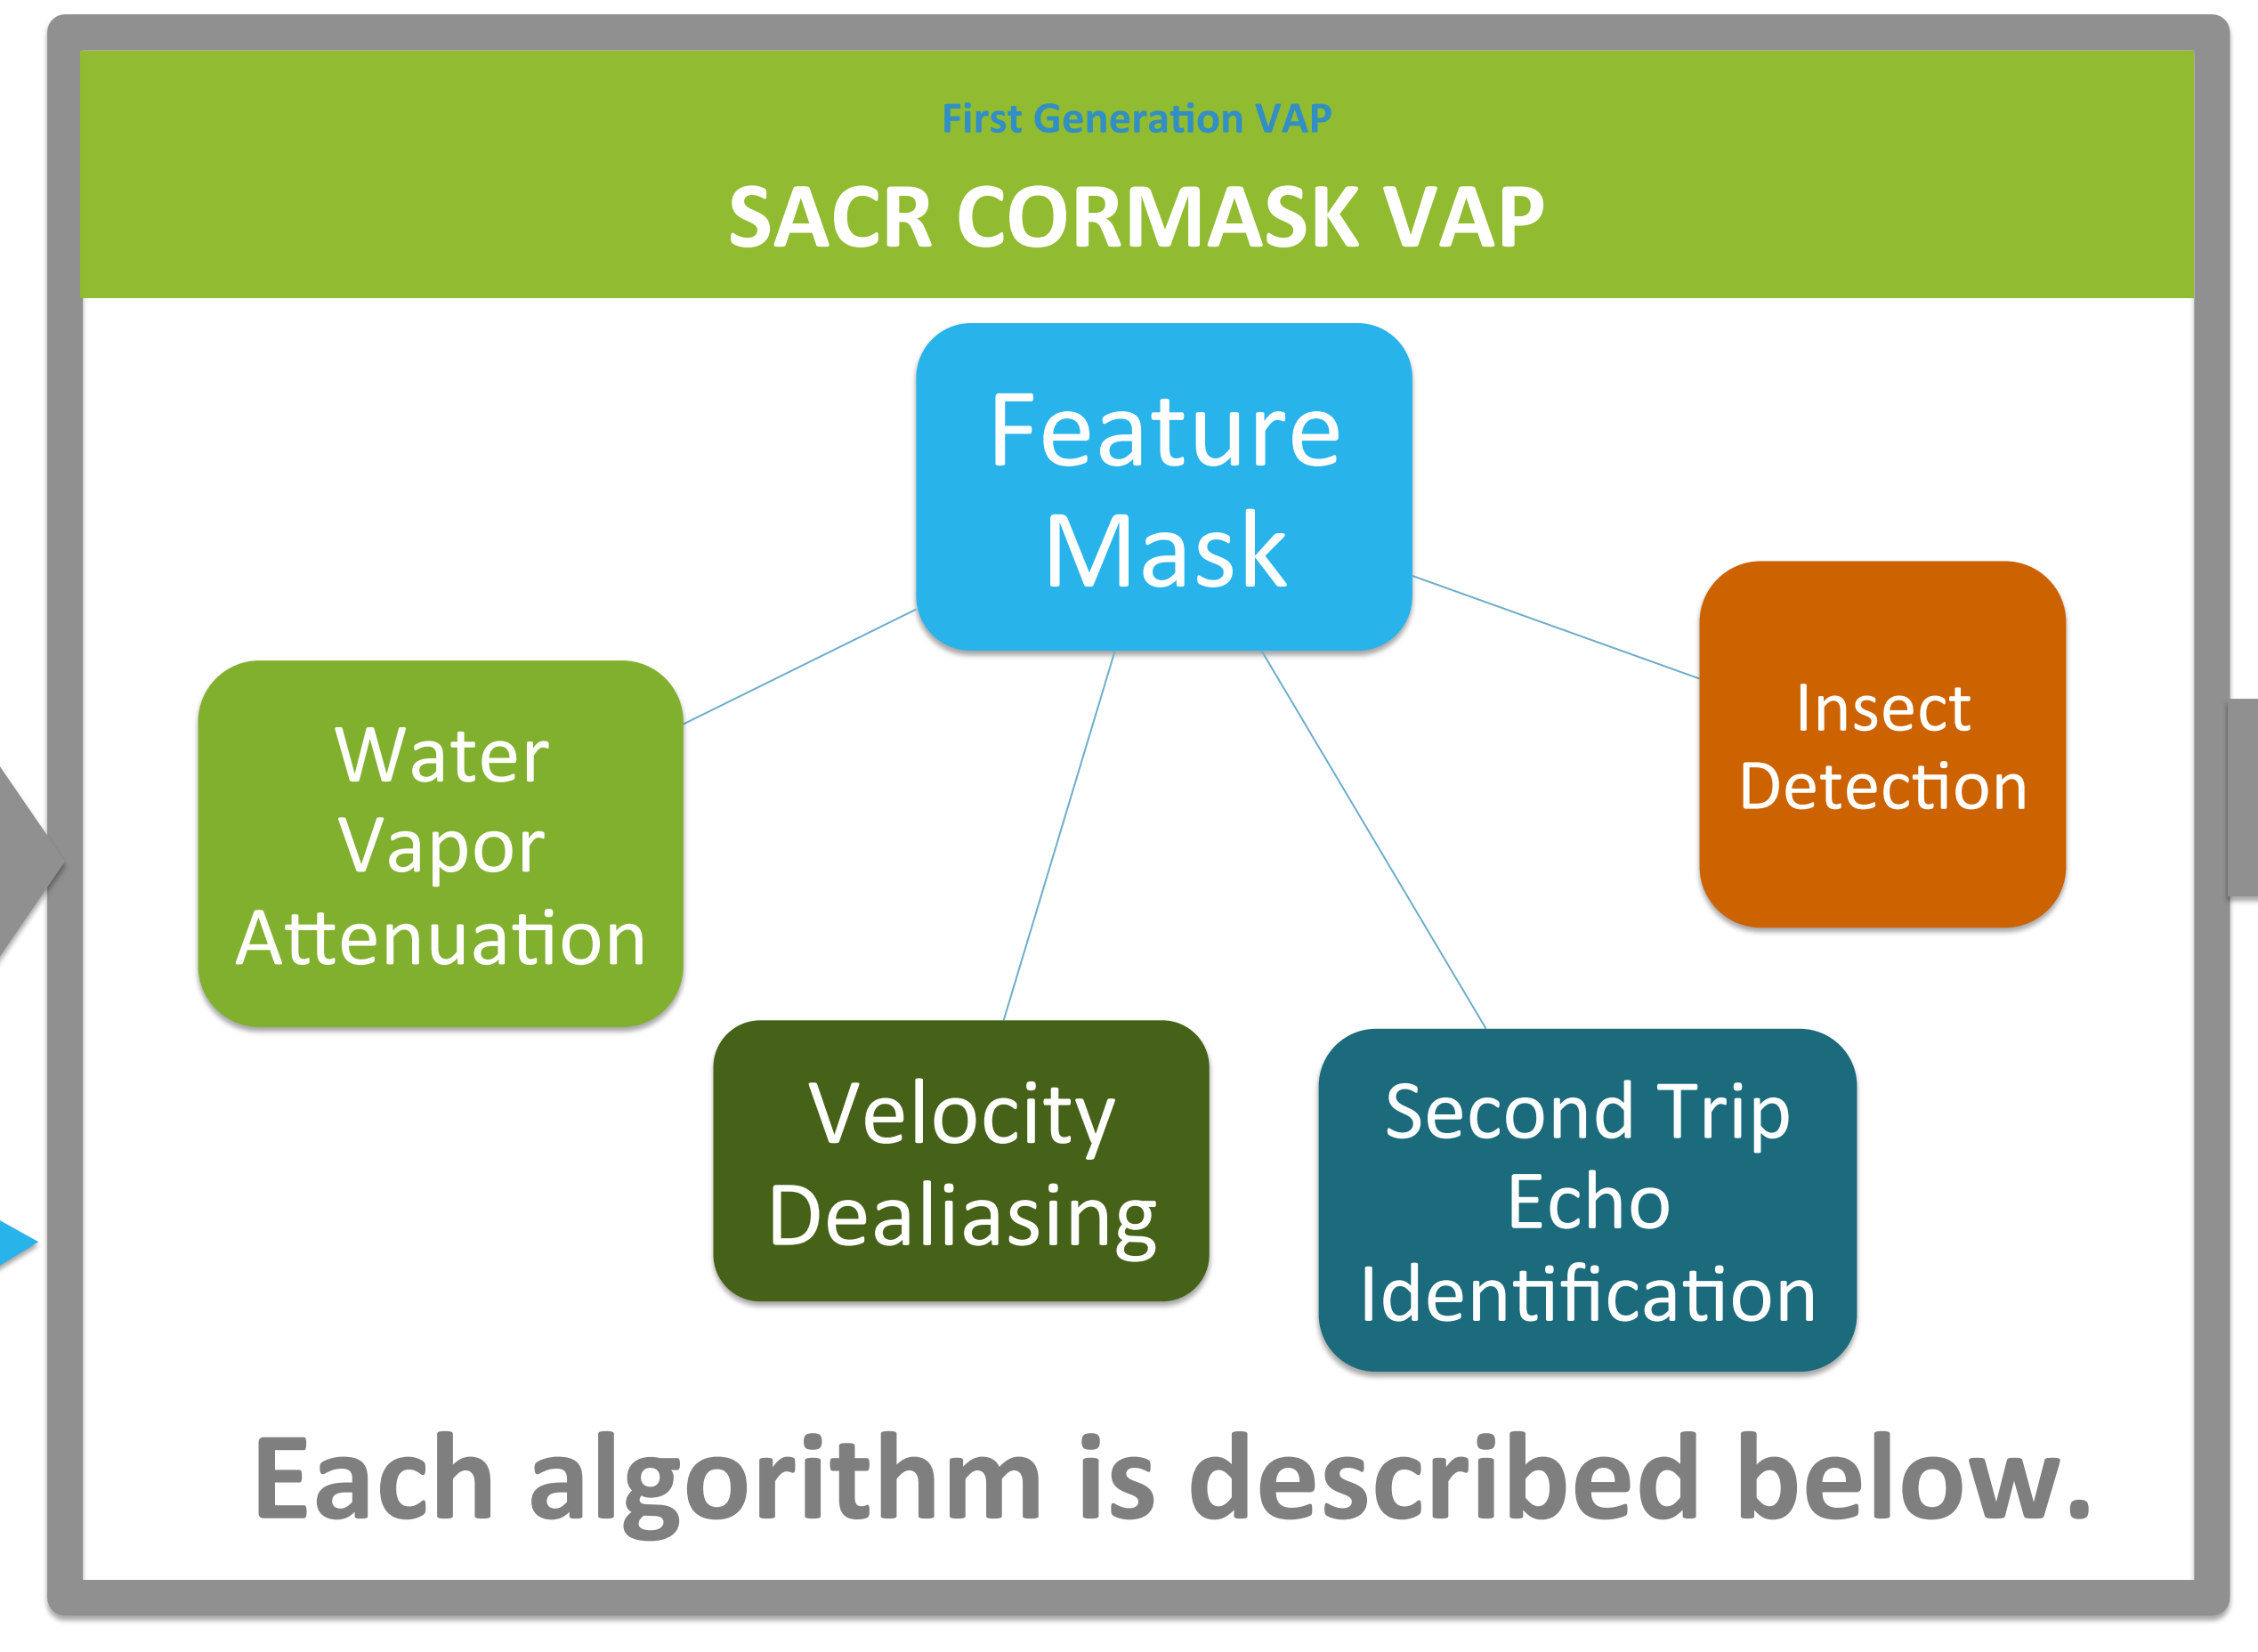 First Generation VAP
SACR CORMASK VAP
Feature
Mask
Water
Vapor
Attenuation
Insect
Detection
Velocity
Dealiasing
Second Trip
Echo
Identification
Each algorithm is described below.